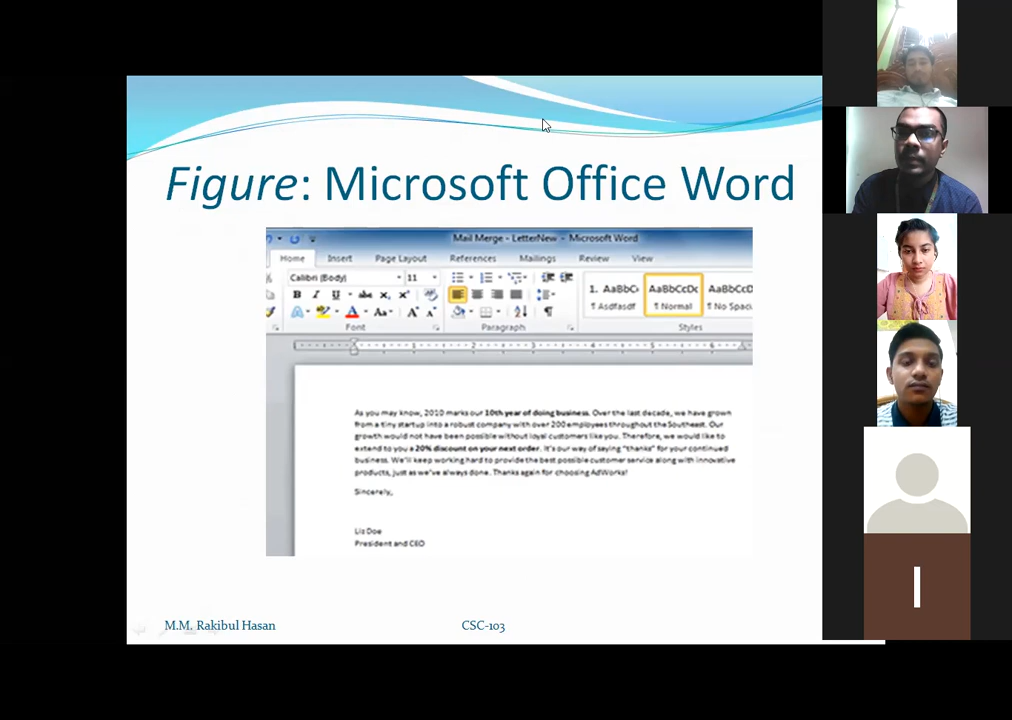 Figure: Microsoft Office Word
Mail Merge - LetterNew - Microsoft Word
Home Insert Page Layout References Mailings Review View
Calibri (Body) 11
1. AaBbC AaBbCcDc AaBbCcD
¶ Asdfasdf ¶ Normal ¶ No Spac
Font Paragraph Styles
As you may know, 2010 marks our 10th year of doing business. Over the last decade, we have grown
from a tiny startup into a robust company with over 200 employees throughout the Southeast. Our
growth would not have been possible without loyal customers like you. Therefore, we would like to
extend to you a 20% discount on your next order. It's our way of saying "thanks" for your continued
business. We'll keep working hard to provide the best possible customer service along with innovative
products, just as we've always done. Thanks again for choosing AdWorks!
Sincerely,
Liz Doe
President and CEO
M.M. Rakibul Hasan CSC-103
I